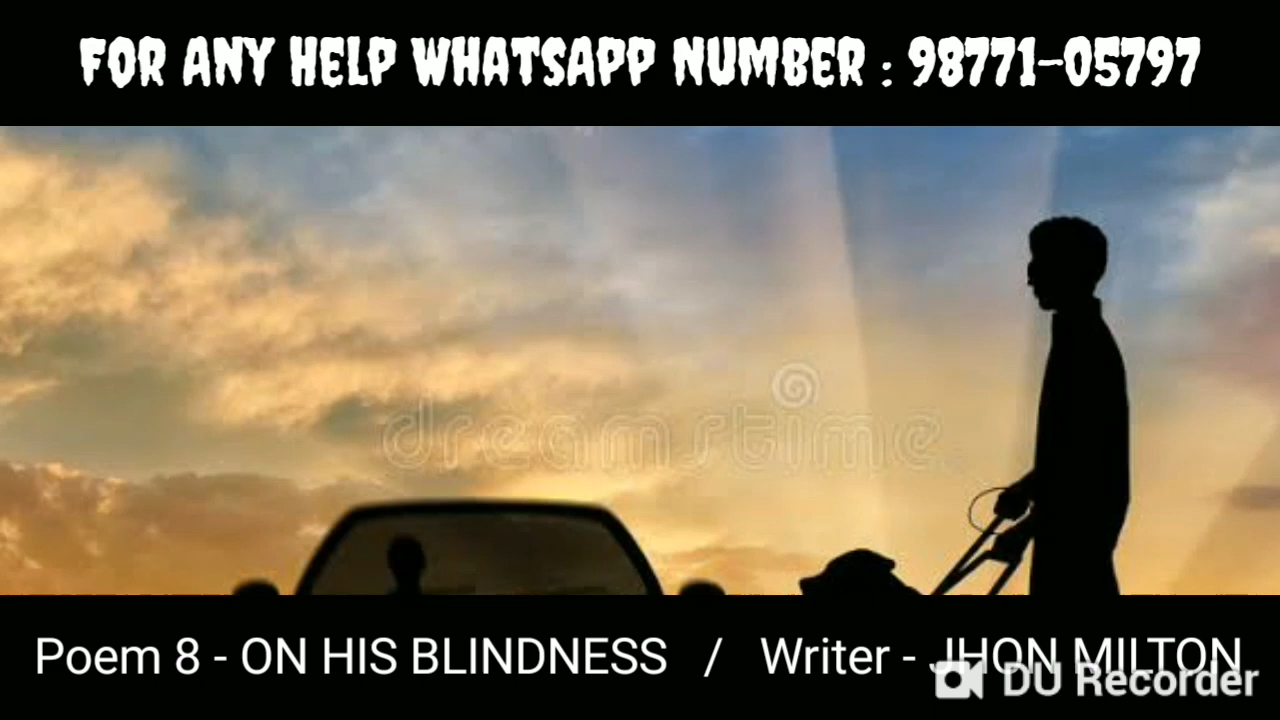 FOR ANY HELP WHATSAPP NUMBER : 98771-05797
dreamstime
Poem 8 - ON HIS BLINDNESS / Writer - JHON MILTON
DU Recorder